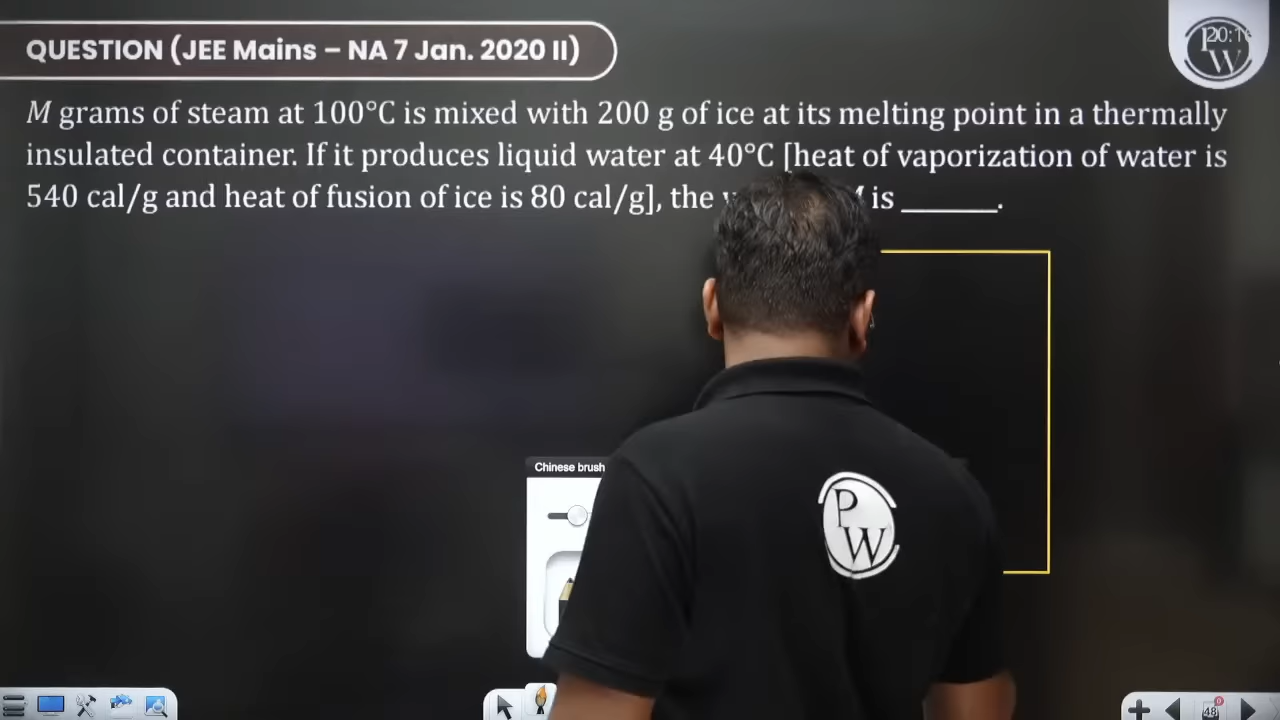 QUESTION (JEE Mains – NA 7 Jan. 2020 II)
M grams of steam at 100°C is mixed with 200 g of ice at its melting point in a thermally
insulated container. If it produces liquid water at 40°C [heat of vaporization of water is
540 cal/g and heat of fusion of ice is 80 cal/g], the is ______.
Chinese brush
P
W
48